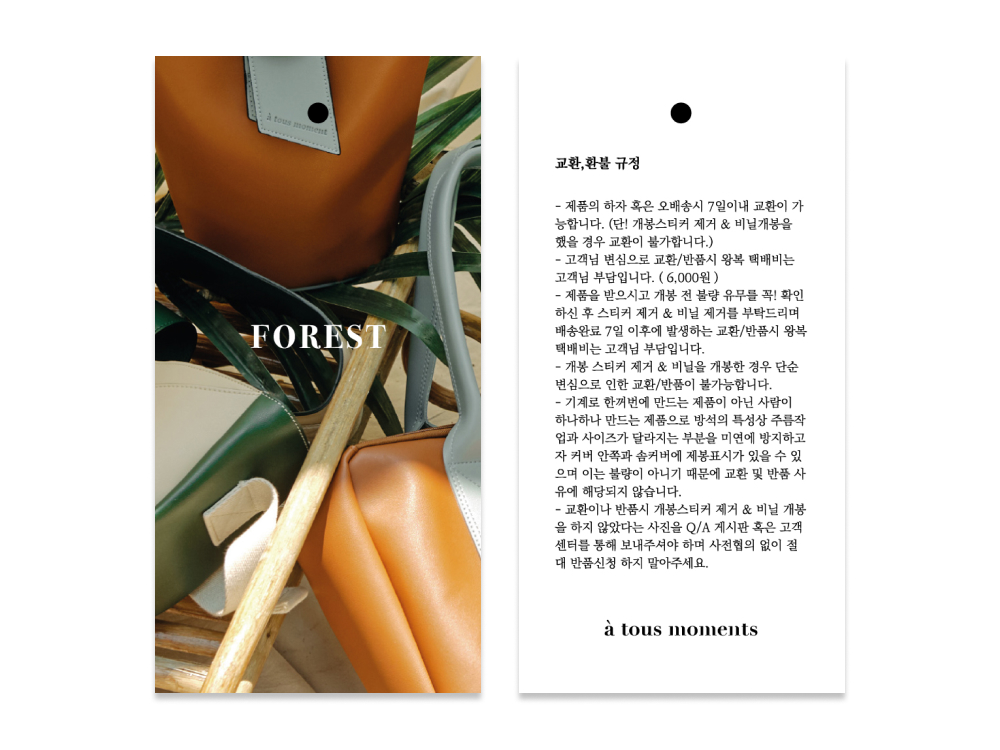 à tous moment
FOREST
교환,환불 규정
- 제품의 하자 혹은 오배송시 7일이내 교환이 가
능합니다. (단! 개봉스티커 제거 & 비닐개봉을
했을 경우 교환이 불가합니다.)
- 고객님 변심으로 교환/반품시 왕복 택배비는
고객님 부담입니다. ( 6,000원 )
- 제품을 받으시고 개봉 전 불량 유무를 꼭! 확인
하신 후 스티커 제거 & 비닐 제거를 부탁드리며
배송완료 7일 이후에 발생하는 교환/반품시 왕복
택배비는 고객님 부담입니다.
- 개봉 스티커 제거 & 비닐을 개봉한 경우 단순
변심으로 인한 교환/반품이 불가능합니다.
- 기계로 한꺼번에 만드는 제품이 아닌 사람이
하나하나 만드는 제품으로 방석의 특성상 주름작
업과 사이즈가 달라지는 부분을 미연에 방지하고
자 커버 안쪽과 솜커버에 제봉표시가 있을 수 있
으며 이는 불량이 아니기 때문에 교환 및 반품 사
유에 해당되지 않습니다.
- 교환이나 반품시 개봉스티커 제거 & 비닐 개봉
을 하지 않았다는 사진을 Q/A 게시판 혹은 고객
센터를 통해 보내주셔야 하며 사전협의 없이 절
대 반품신청 하지 말아주세요.
à tous moments